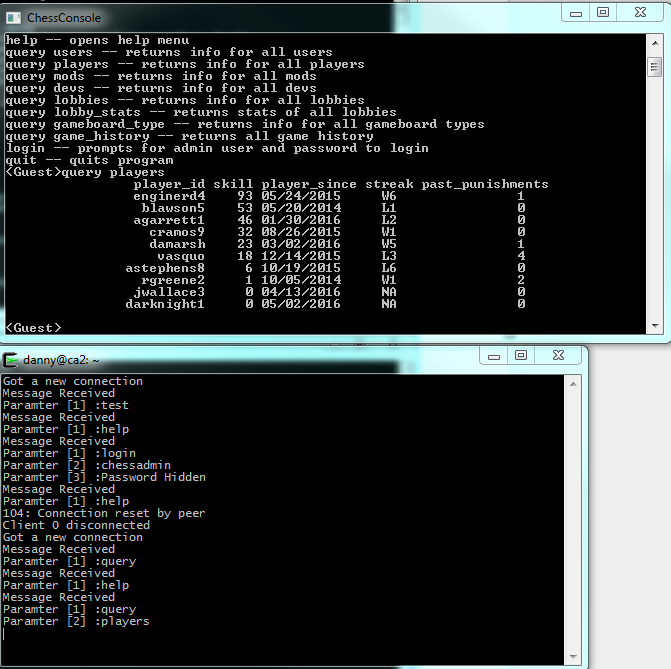 ChessConsole
help -- opens help menu
query users -- returns info for all users
query players -- returns info for all players
query mods -- returns info for all mods
query devs -- returns info for all devs
query lobbies -- returns info for all lobbies
query lobby_stats -- returns stats of all lobbies
query gameboard_type -- returns info for all gameboard types
query game_history -- returns all game history
login -- prompts for admin user and password to login
quit -- quits program
<Guest>query players
player_id skill player_since streak past_punishments
enginerd4 93 05/24/2015 W6 1
blawson5 53 05/20/2014 L1 0
agarrett1 46 01/30/2016 L2 0
cramos9 32 08/26/2015 W1 0
damarsh 23 03/02/2016 W5 1
vasquo 18 12/14/2015 L3 4
astephens8 6 10/19/2015 L6 0
rgreene2 1 10/05/2014 W1 2
jwallace3 0 04/13/2016 NA 0
darknight1 0 05/02/2016 NA 0
<Guest>
danny@ca2: ~
Got a new connection
Message Received
Paramter [1] :test
Message Received
Paramter [1] :help
Message Received
Paramter [1] :login
Paramter [2] :chessadmin
Paramter [3] :Password Hidden
Message Received
Paramter [1] :help
104: Connection reset by peer
Client 0 disconnected
Got a new connection
Message Received
Paramter [1] :query
Message Received
Paramter [1] :help
Message Received
Paramter [1] :query
Paramter [2] :players